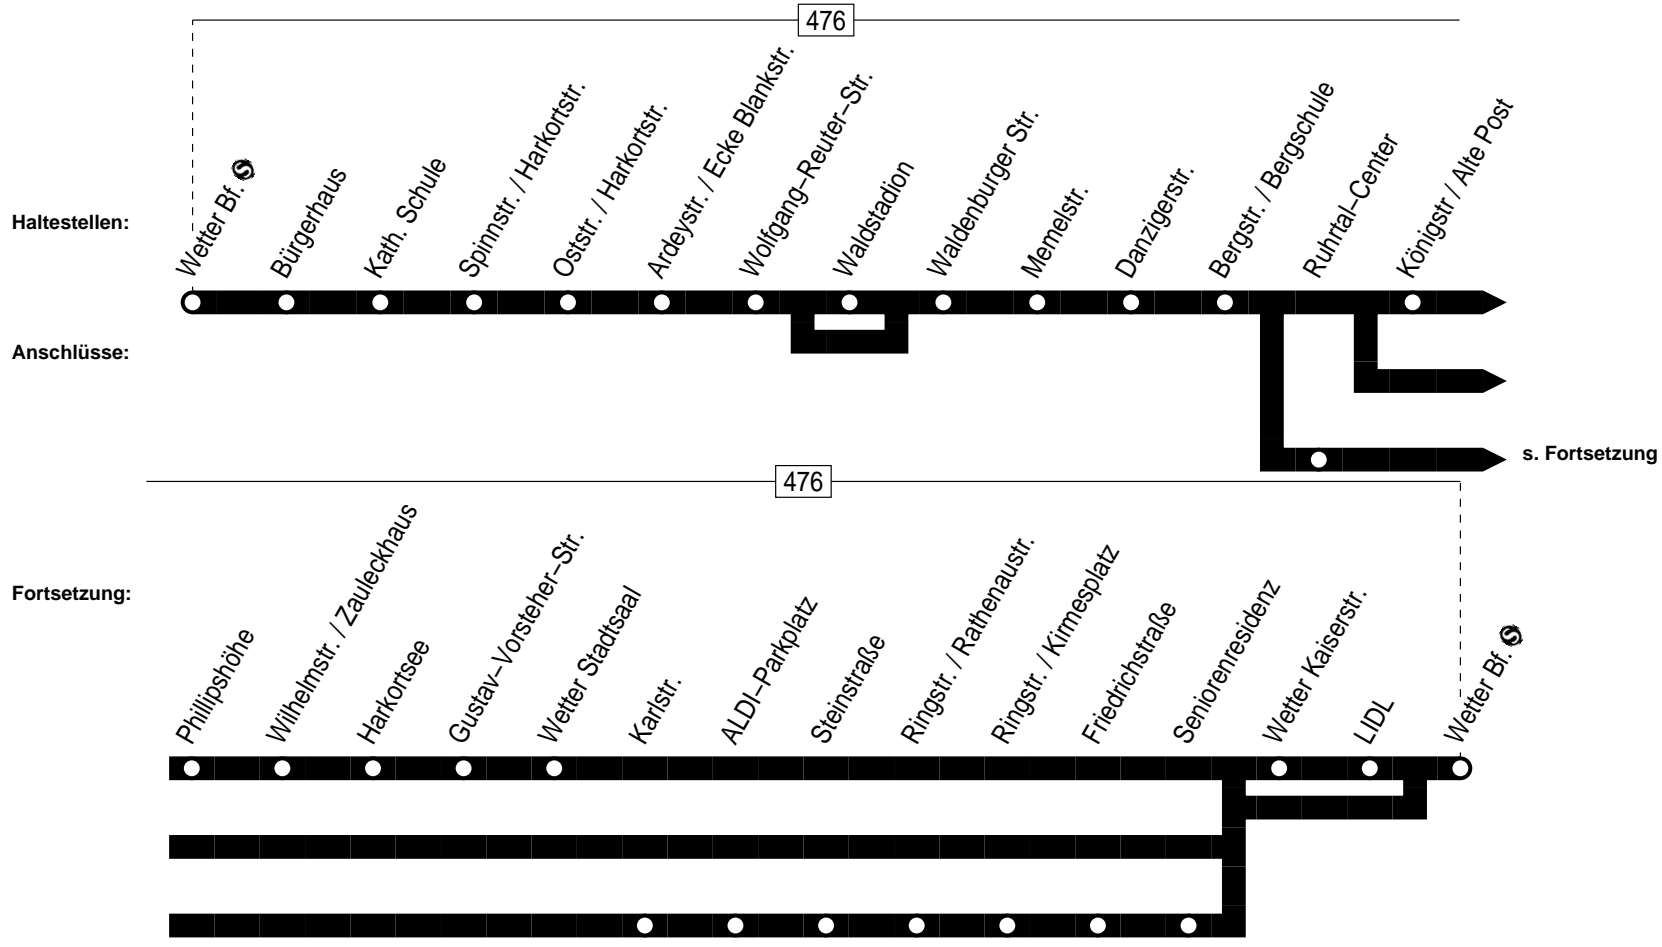 476
Wetter Bf. S
Bürgerhaus
Kath. Schule
Spinnstr. / Harkortstr.
Oststr. / Harkortstr.
Ardeystr. / Ecke Blankstr.
Wolfgang–Reuter–Str.
Waldstadion
Waldenburger Str.
Memelstr.
Danzigerstr.
Bergstr. / Bergschule
Ruhrtal–Center
Königstr / Alte Post
Haltestellen:
Anschlüsse:
s. Fortsetzung
476
Fortsetzung:
Phillipshöhe
Wilhelmstr. / Zauleckhaus
Harkortsee
Gustav–Vorsteher–Str.
Wetter Stadtsaal
Karlstr.
ALDI–Parkplatz
Steinstraße
Ringstr. / Rathenaustr.
Ringstr. / Kirmesplatz
Friedrichstraße
Seniorenresidenz
Wetter Kaiserstr.
LIDL
Wetter Bf. S